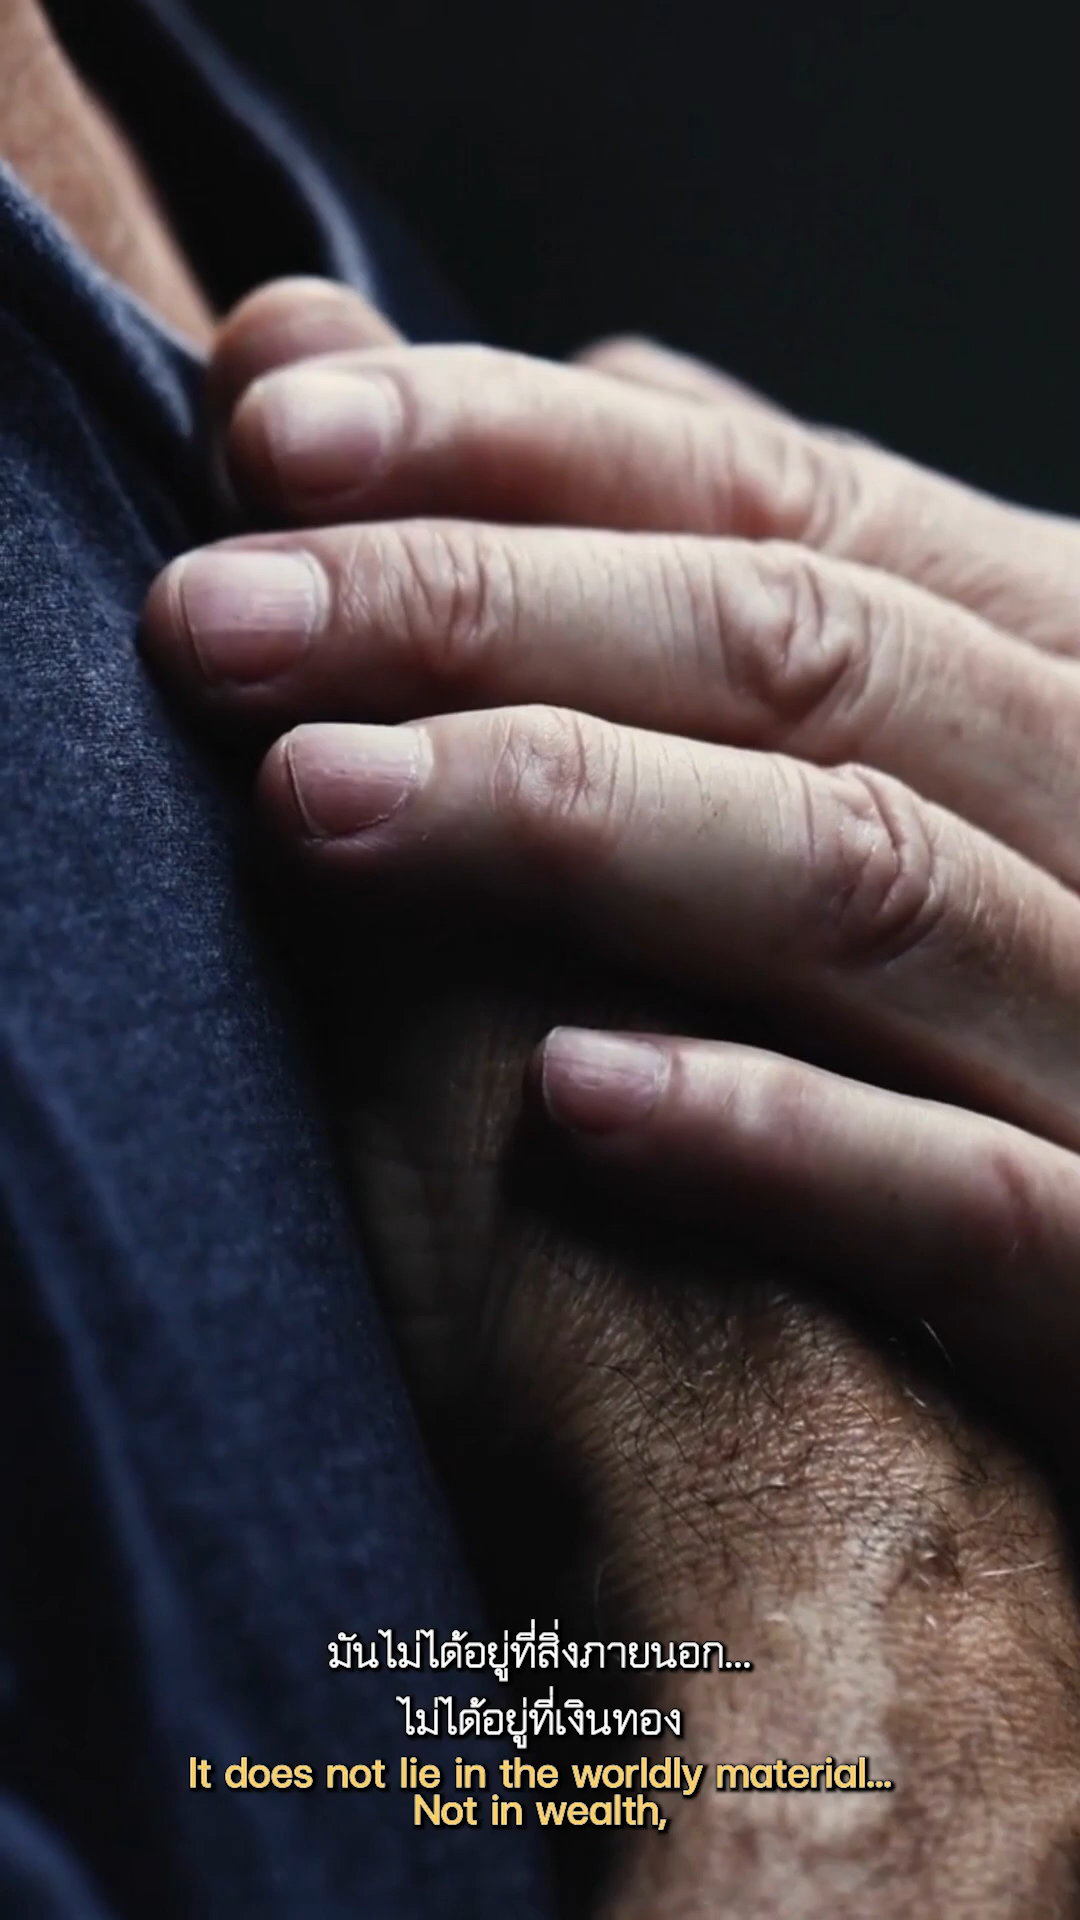 มันไม่ได้อยู่ที่สิ่งภายนอก...
ไม่ได้อยู่ที่เงินทอง
It does not lie in the worldly material...
Not in wealth,